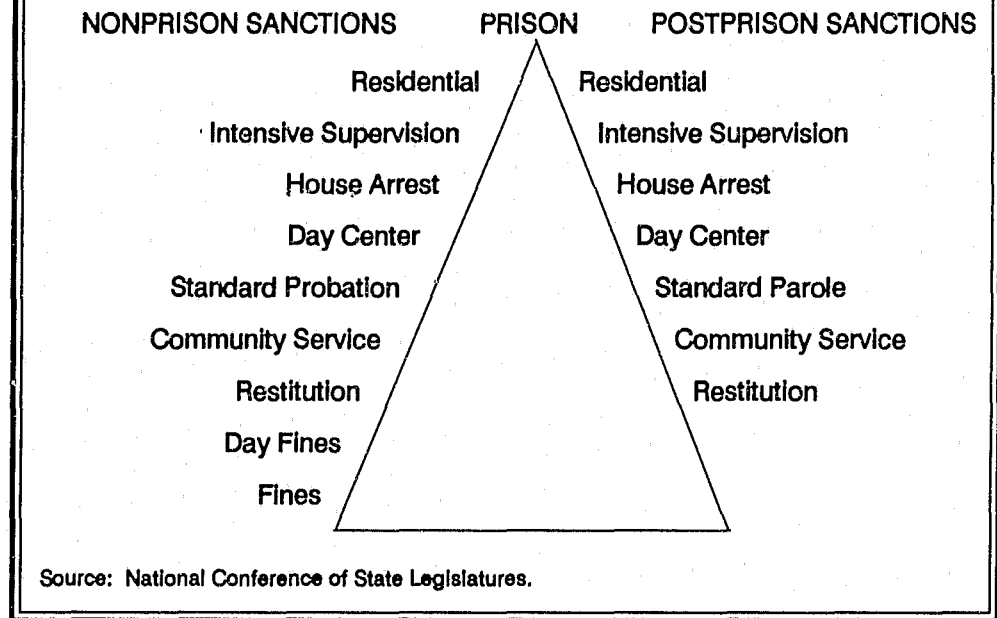 NONPRISON SANCTIONS PRISON POSTPRISON SANCTIONS
Residential Residential
Intensive Supervision Intensive Supervision
House Arrest House Arrest
Day Center Day Center
Standard Probation Standard Parole
Community Service Community Service
Restitution Restitution
Day Fines
Fines
Source: National Conference of State Legislatures.